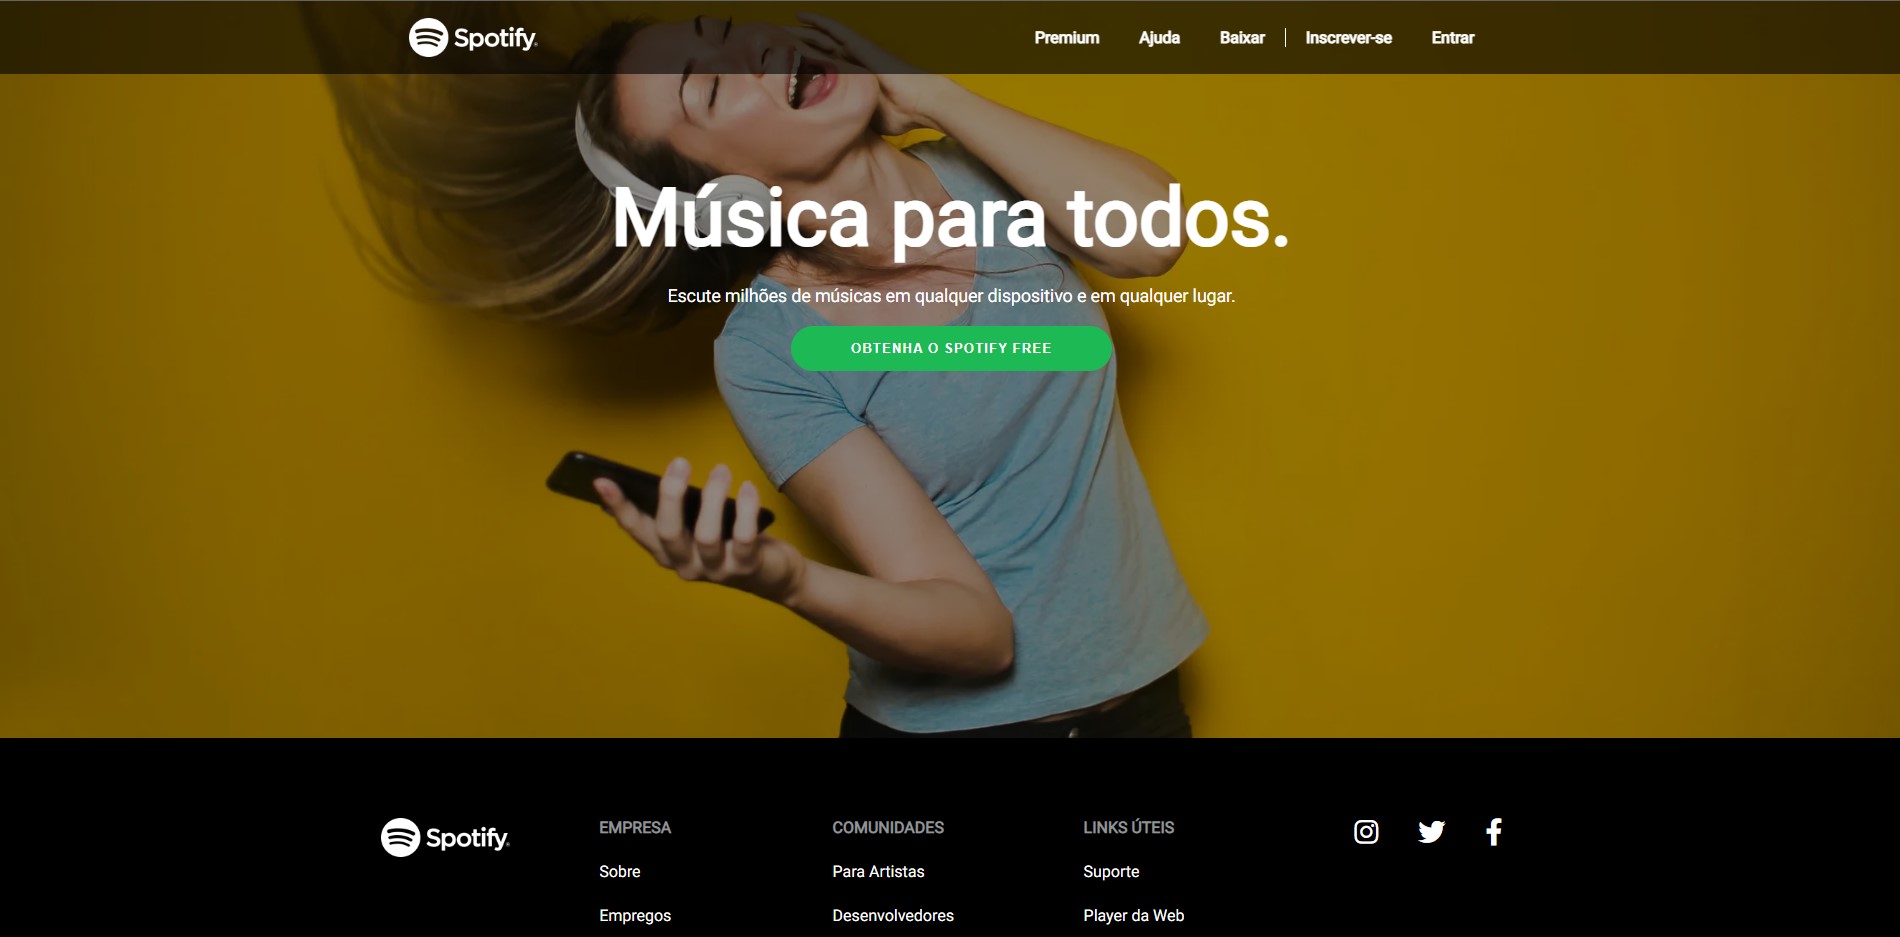 Spotify
Premium Ajuda Baixar Inscrever-se Entrar
Música para todos.
Escute milhões de músicas em qualquer dispositivo e em qualquer lugar.
OBTENHA O SPOTIFY FREE
Spotify
EMPRESA
Sobre
Empregos
COMUNIDADES
Para Artistas
Desenvolvedores
LINKS ÚTEIS
Suporte
Player da Web